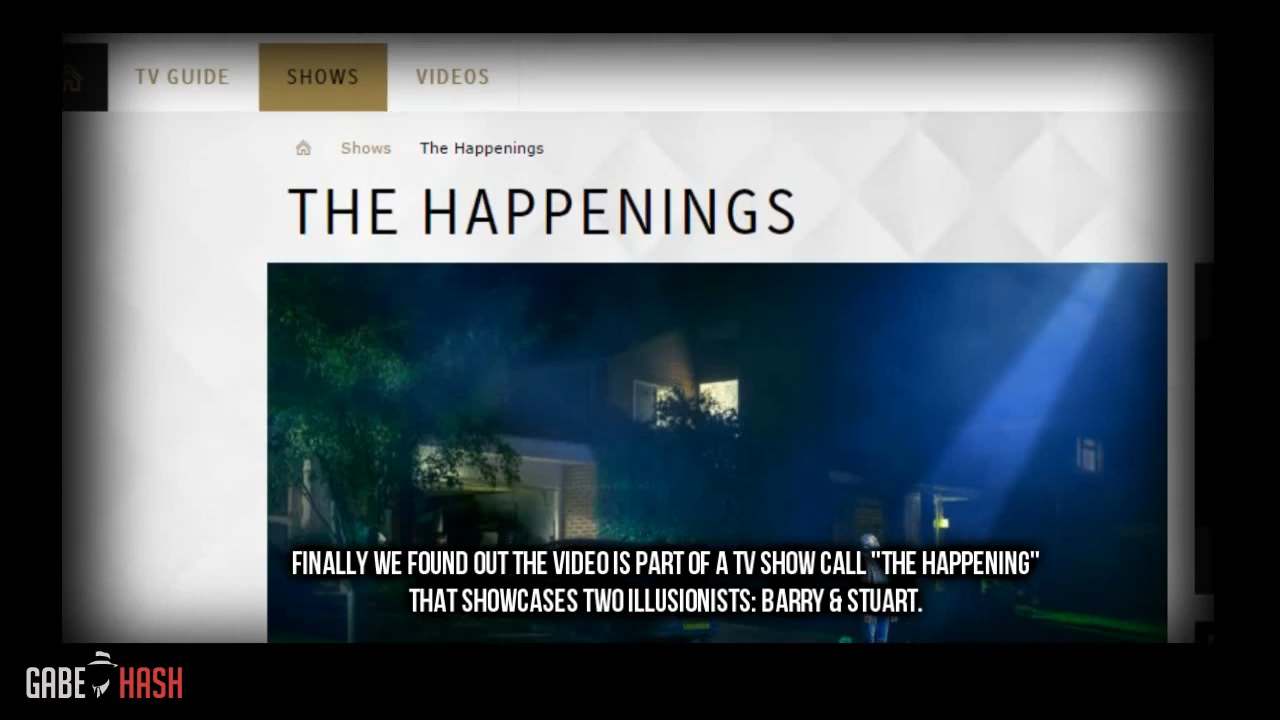 TV GUIDE SHOWS VIDEOS
Shows The Happenings
THE HAPPENINGS
FINALLY WE FOUND OUT THE VIDEO IS PART OF A TV SHOW CALL "THE HAPPENING"
THAT SHOWCASES TWO ILLUSIONISTS: BARRY & STUART.
GABE HASH